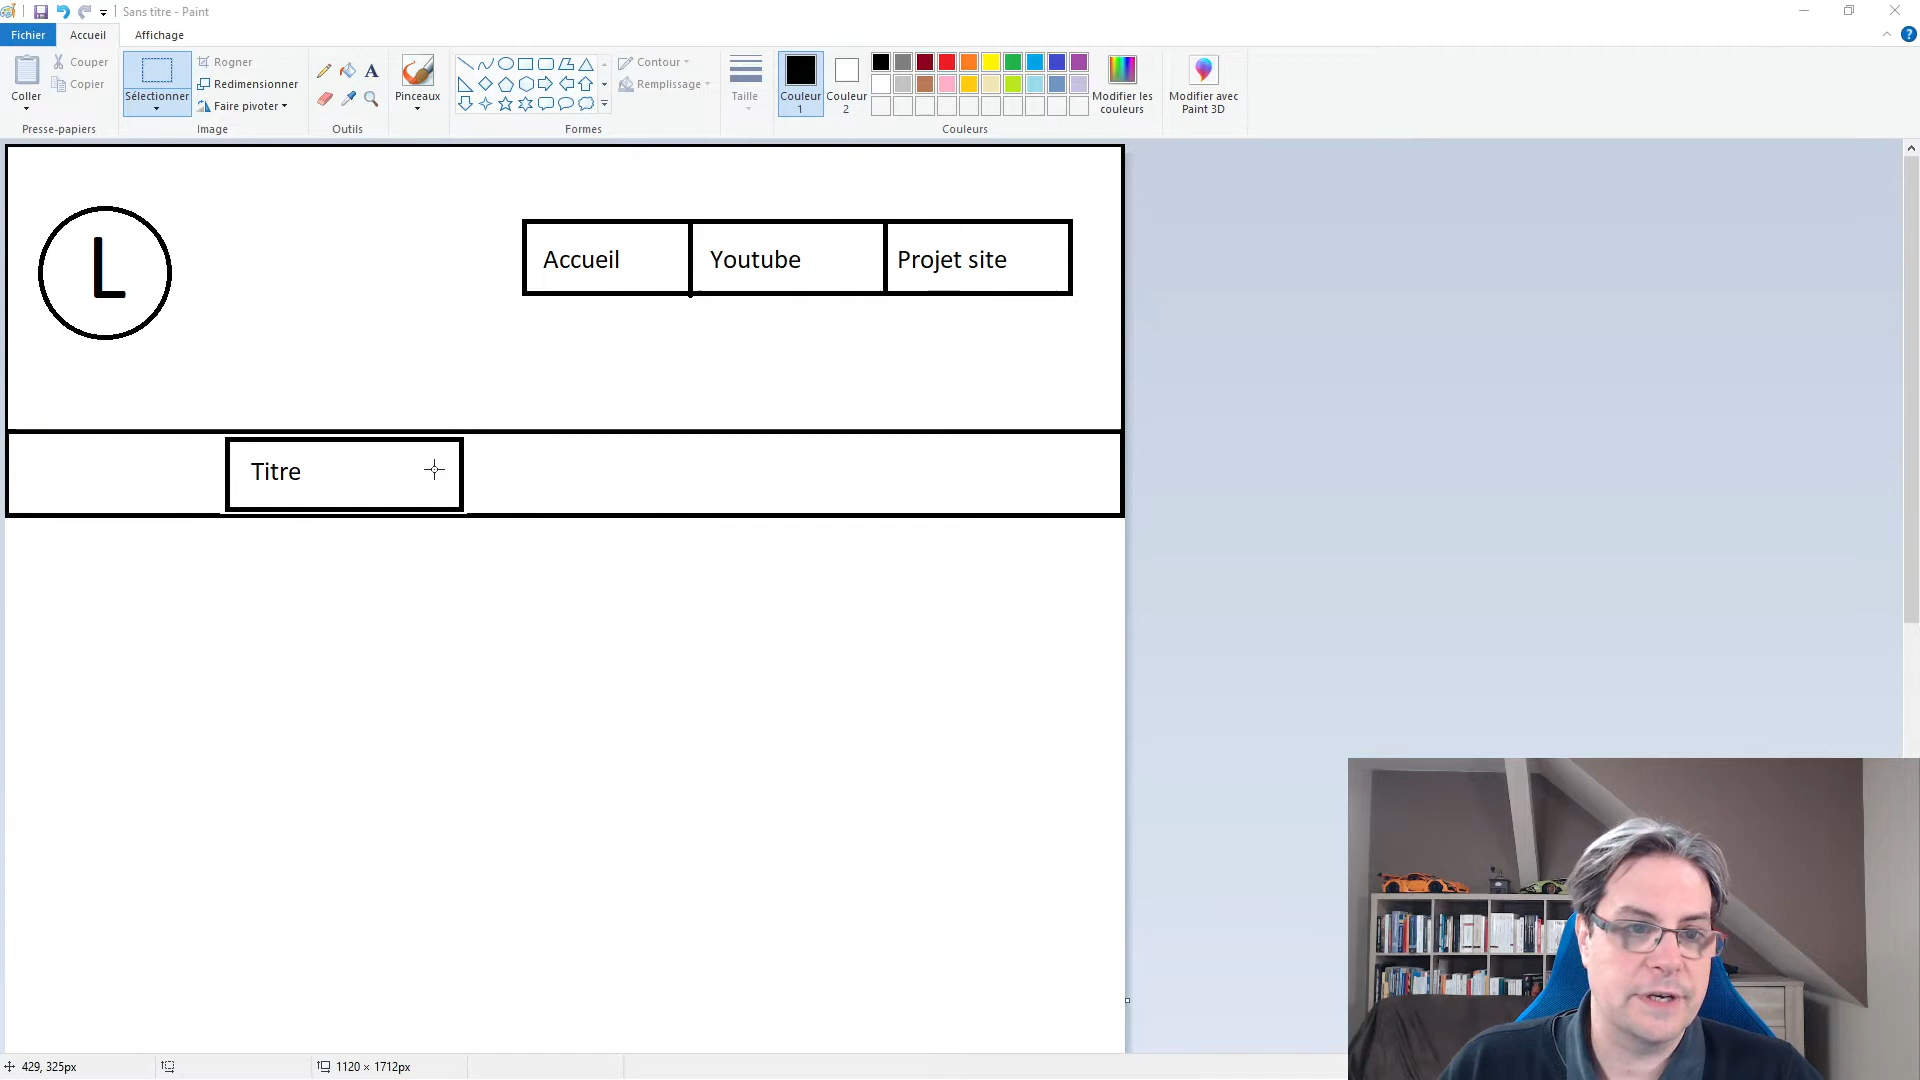 Sans titre - Paint
Fichier
Accueil
Affichage
Coller
Couper
Copier
Presse-papiers
Sélectionner
Rogner
Redimensionner
Faire pivoter
Image
A
Outils
Pinceaux
Contour
Remplissage
Formes
Taille
Couleur
1
Couleur
2
Modifier les
couleurs
Couleurs
Modifier avec
Paint 3D
L
Accueil
Youtube
Projet site
Titre
429, 325px
1120 × 1712px